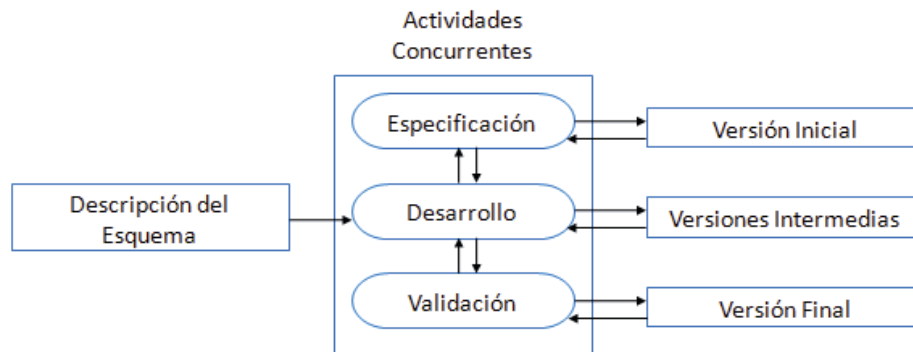 Actividades
Concurrentes
Especificación
Versión Inicial
Descripción del
Esquema
Desarrollo
Versiones Intermedias
Validación
Versión Final